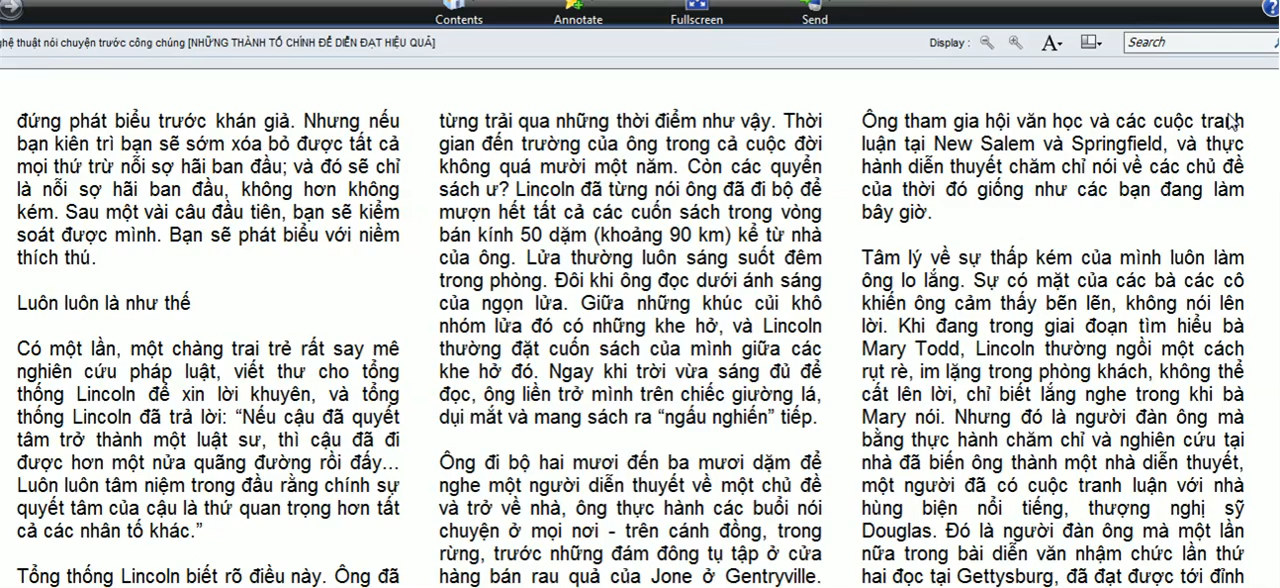 Contents
Annotate
Fullscreen
Send
thuật nói chuyện trước công chúng [NHỮNG THÀNH TỐ CHÍNH ĐỂ DIỄN ĐẠT HIỆU QUẢ]
Display :
A
Search
đứng phát biểu trước khán giả. Nhưng nếu
bạn kiên trì bạn sẽ sớm xóa bỏ được tất cả
mọi thứ trừ nỗi sợ hãi ban đầu; và đó sẽ chỉ
là nỗi sợ hãi ban đầu, không hơn không
kém. Sau một vài câu đầu tiên, bạn sẽ kiểm
soát được mình. Bạn sẽ phát biểu với niềm
thích thú.
Luôn luôn là như thế
Có một lần, một chàng trai trẻ rất say mê
nghiên cứu pháp luật, viết thư cho tổng
thống Lincoln để xin lời khuyên, và tổng
thống Lincoln đã trả lời: “Nếu cậu đã quyết
tâm trở thành một luật sư, thì cậu đã đi
được hơn một nửa quãng đường rồi đấy...
Luôn luôn tâm niệm trong đầu rằng chính sự
quyết tâm của cậu là thứ quan trọng hơn tất
cả các nhân tố khác.”
Tổng thống Lincoln biết rõ điều này. Ông đã
từng trải qua những thời điểm như vậy. Thời
gian đến trường của ông trong cả cuộc đời
không quá mười một năm. Còn các quyển
sách ư? Lincoln đã từng nói ông đã đi bộ để
mượn hết tất cả các cuốn sách trong vòng
bán kính 50 dặm (khoảng 90 km) kể từ nhà
của ông. Lửa thường luôn sáng suốt đêm
trong phòng. Đôi khi ông đọc dưới ánh sáng
của ngọn lửa. Giữa những khúc củi khô
nhóm lửa đó có những khe hở, và Lincoln
thường đặt cuốn sách của mình giữa các
khe hở đó. Ngay khi trời vừa sáng đủ để
đọc, ông liền trở mình trên chiếc giường lá,
dụi mắt và mang sách ra “ngấu nghiến” tiếp.
Ông đi bộ hai mươi đến ba mươi dặm để
nghe một người diễn thuyết về một chủ đề
và trở về nhà, ông thực hành các buổi nói
chuyện ở mọi nơi - trên cánh đồng, trong
rừng, trước những đám đông tụ tập ở cửa
hàng bán rau quả của Jone ở Gentryville.
Ông tham gia hội văn học và các cuộc tranh
luận tại New Salem và Springfield, và thực
hành diễn thuyết chăm chỉ nói về các chủ đề
của thời đó giống như các bạn đang làm
bây giờ.
Tâm lý về sự thấp kém của mình luôn làm
ông lo lắng. Sự có mặt của các bà các cô
khiến ông cảm thấy bẽn lẽn, không nói lên
lời. Khi đang trong giai đoạn tìm hiểu bà
Mary Todd, Lincoln thường ngồi một cách
rụt rè, im lặng trong phòng khách, không thể
cất lên lời, chỉ biết lắng nghe trong khi bà
Mary nói. Nhưng đó là người đàn ông mà
bằng thực hành chăm chỉ và nghiên cứu tại
nhà đã biến ông thành một nhà diễn thuyết,
một người đã có cuộc tranh luận với nhà
hùng biện nổi tiếng, thượng nghị sỹ
Douglas. Đó là người đàn ông mà một lần
nữa trong bài diễn văn nhậm chức lần thứ
hai đọc tại Gettysburg, đã đạt được tới đỉnh